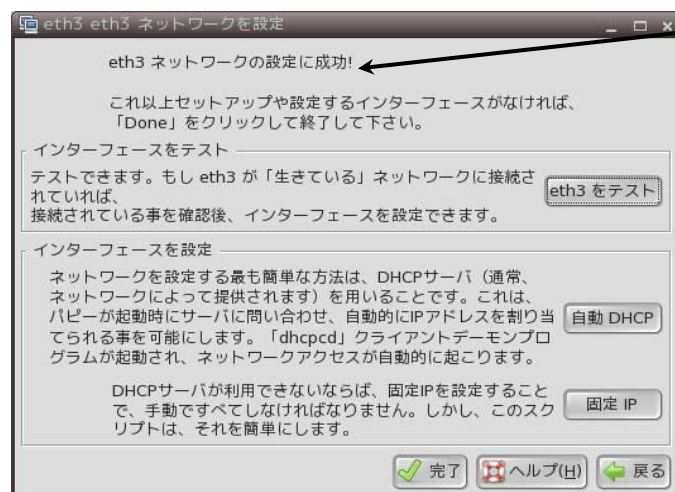 eth3 eth3 ネットワークを設定
eth3 ネットワークの設定に成功!
これ以上セットアップや設定するインターフェースがなければ、
「Done」をクリックして終了して下さい。
インターフェースをテスト
テストできます。もし eth3 が「生きている」ネットワークに接続さ
れていれば、
接続されている事を確認後、インターフェースを設定できます。
eth3 をテスト
インターフェースを設定
ネットワークを設定する最も簡単な方法は、DHCPサーバ（通常、
ネットワークによって提供されます）を用いることです。これは、
パピーが起動時にサーバに問い合わせ、自動的にIPアドレスを割り当
てられる事を可能にします。「dhcpcd」クライアントデーモンプロ
グラムが起動され、ネットワークアクセスが自動的に起こります。
自動 DHCP
DHCPサーバが利用できないならば、固定IPを設定すること
で、手動ですべてしなければなりません。しかし、このスク
リプトは、それを簡単にします。
固定 IP
完了 ヘルプ(H) 戻る